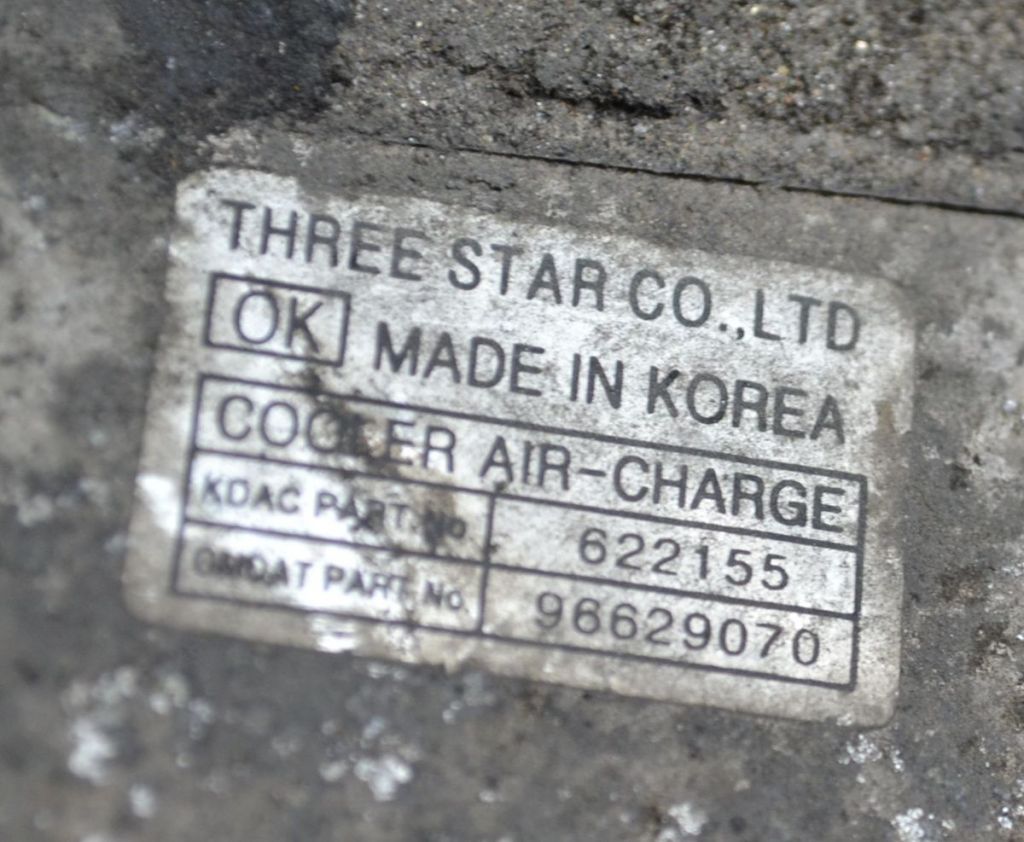 THREE STAR CO.,LTD
OK MADE IN KOREA
COOLER AIR-CHARGE
KDAC PART. No. 622155
GMDAT PART. No. 96629070